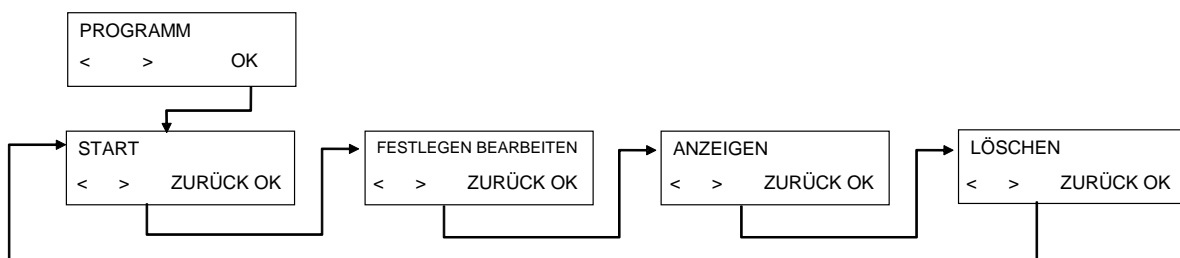 PROGRAMM
< > OK
START
< > ZURÜCK OK
FESTLEGEN BEARBEITEN
< > ZURÜCK OK
ANZEIGEN
< > ZURÜCK OK
LÖSCHEN
< > ZURÜCK OK